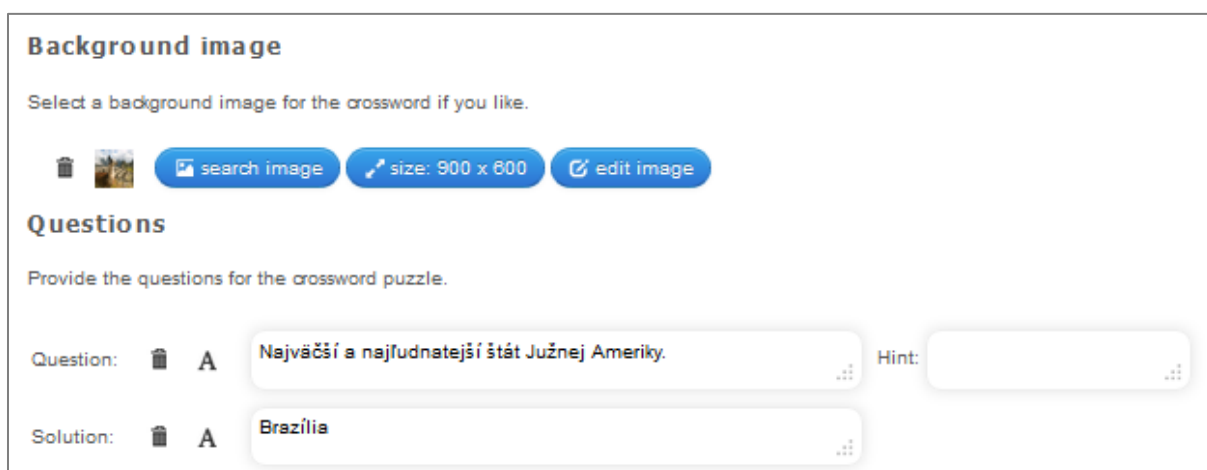 Background image
Select a background image for the crossword if you like.
search image size: 900 x 600 edit image
Questions
Provide the questions for the crossword puzzle.
Question: A Najväčší a najľudnatejší štát Južnej Ameriky. Hint:
Solution: A Brazília